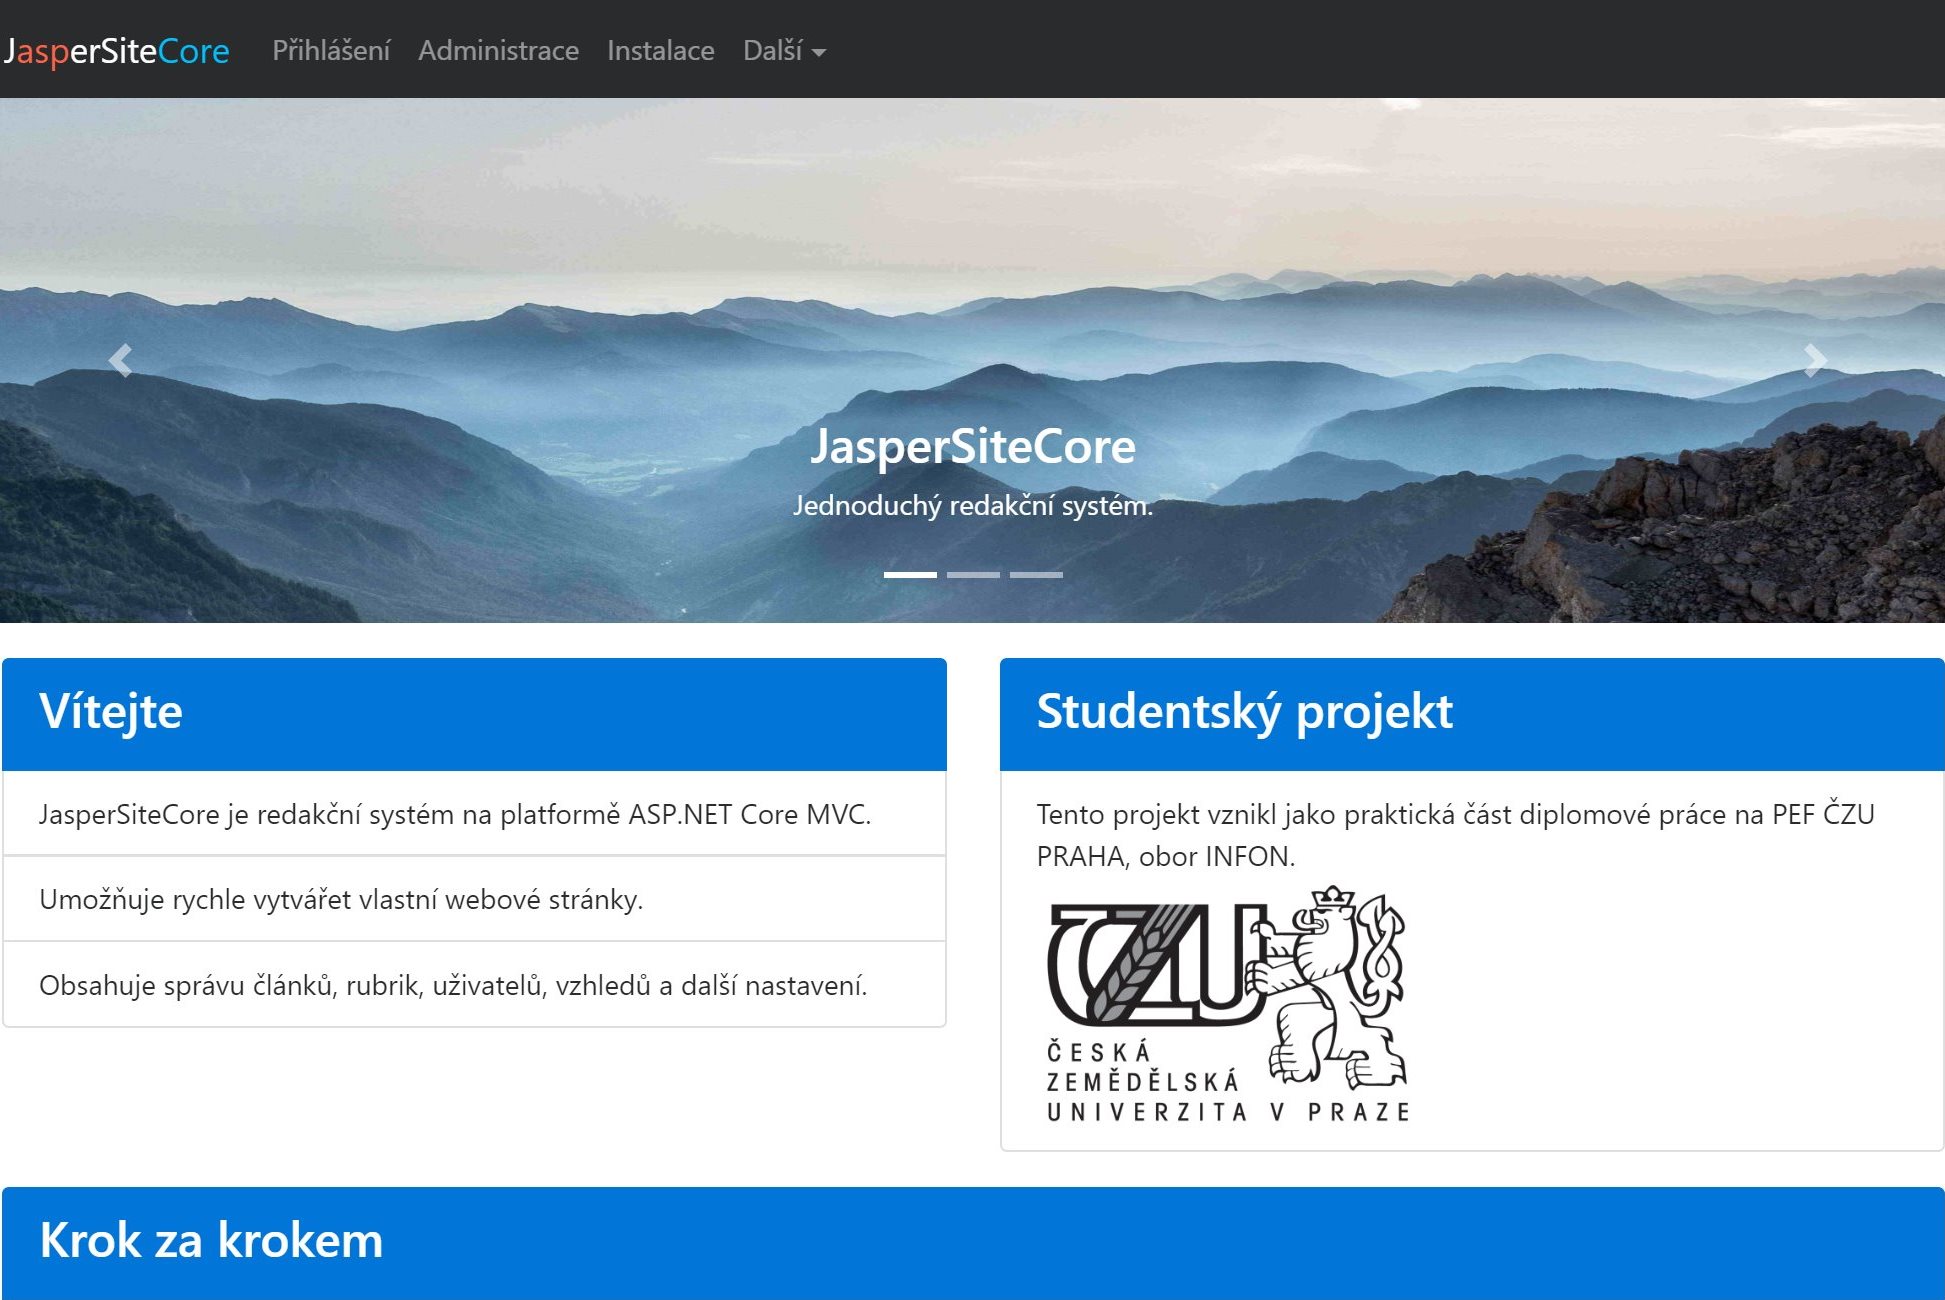 JasperSiteCore Přihlášení Administrace Instalace Další
JasperSiteCore
Jednoduchý redakční systém.
Vítejte
JasperSiteCore je redakční systém na platformě ASP.NET Core MVC.
Umožňuje rychle vytvářet vlastní webové stránky.
Obsahuje správu článků, rubrik, uživatelů, vzhledů a další nastavení.
Studentský projekt
Tento projekt vznikl jako praktická část diplomové práce na PEF ČZU
PRAHA, obor INFON.
ČZU
ČESKÁ
ZEMĚDĚLSKÁ
UNIVERZITA V PRAZE
Krok za krokem